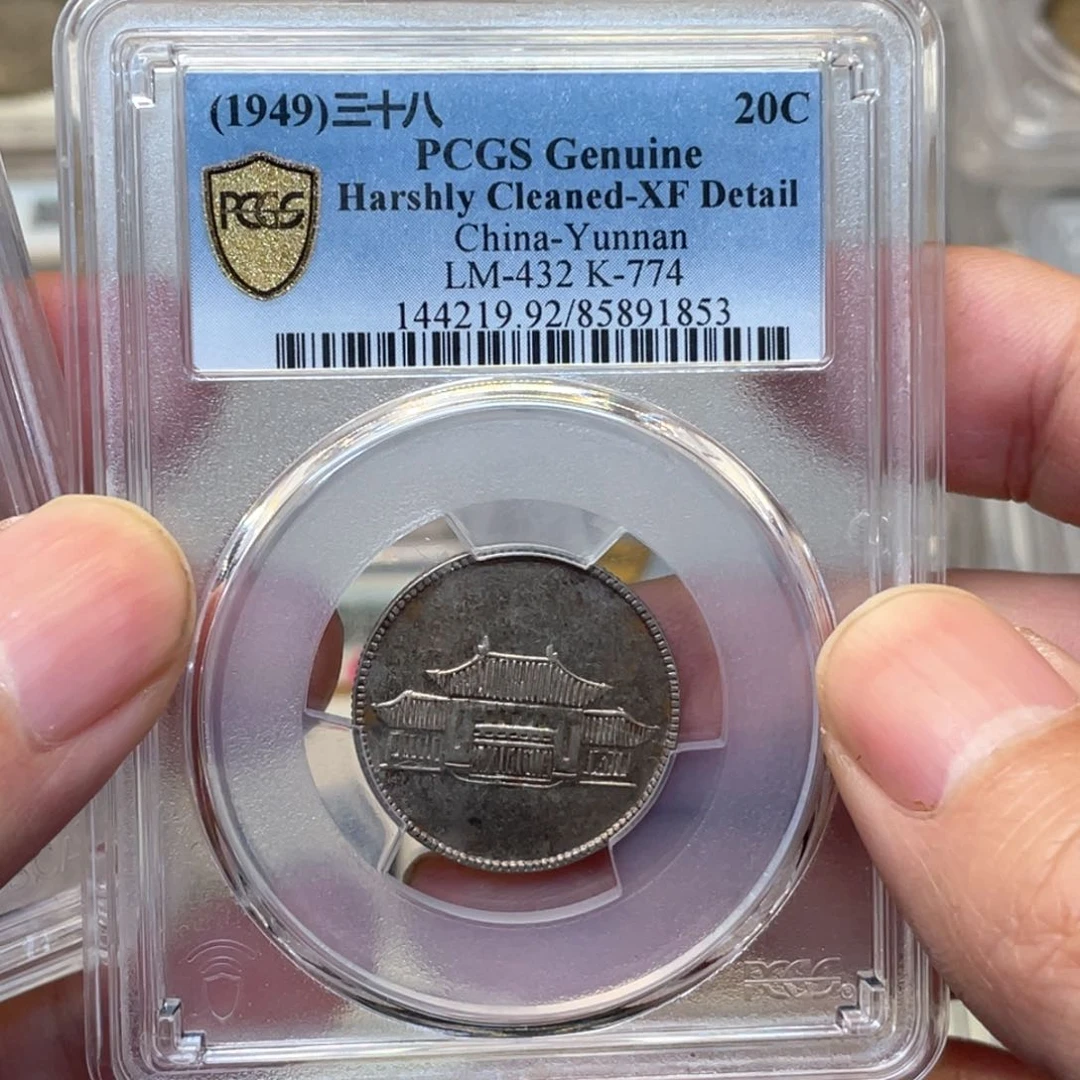 (1949)三十八 20C
PCGS Genuine
Harshly Cleaned-XF Detail
China-Yunnan
LM-432 K-774
144219.92/85891853
PCGS
PCGS